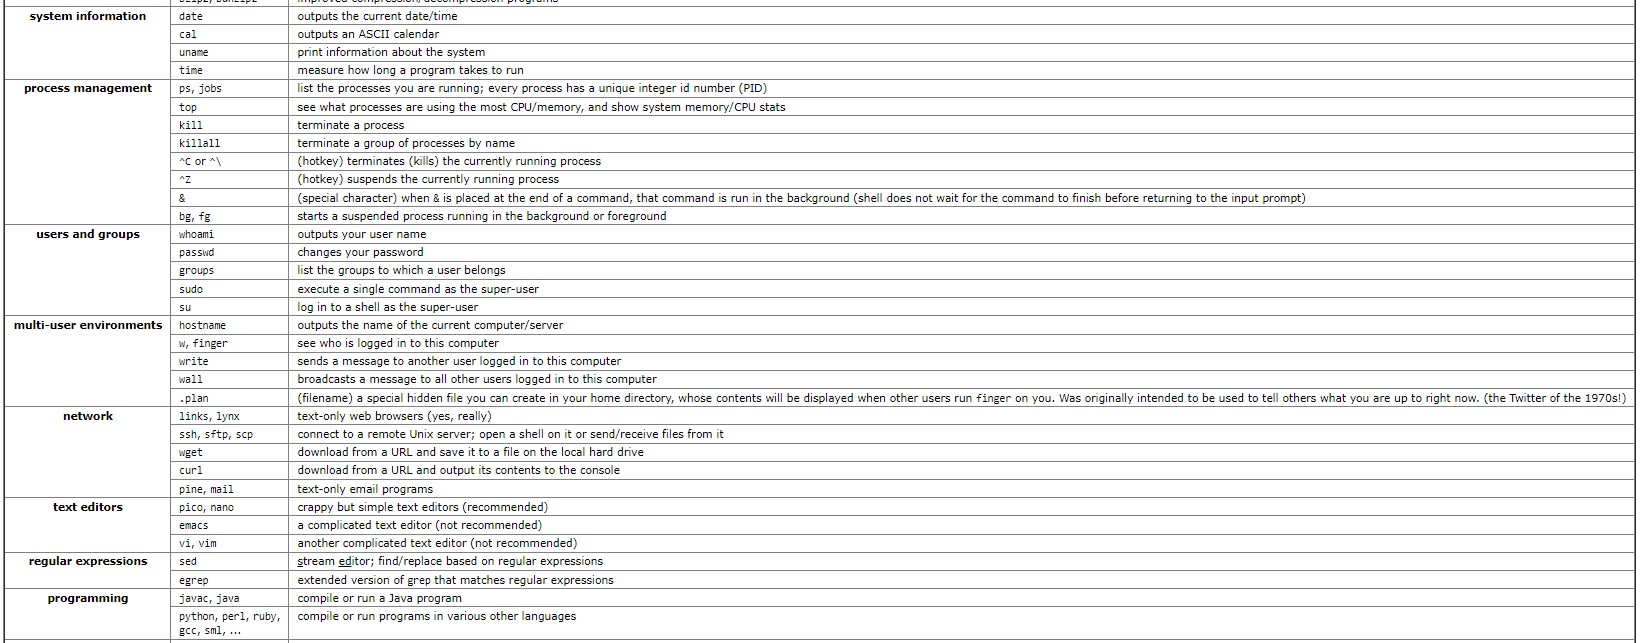 bzip2, bunzip2 improved compression/decompression programs
system information date outputs the current date/time
cal outputs an ASCII calendar
uname print information about the system
time measure how long a program takes to run
process management ps, jobs list the processes you are running; every process has a unique integer id number (PID)
top see what processes are using the most CPU/memory, and show system memory/CPU stats
kill terminate a process
killall terminate a group of processes by name
^C or ^\ (hotkey) terminates (kills) the currently running process
^Z (hotkey) suspends the currently running process
& (special character) when & is placed at the end of a command, that command is run in the background (shell does not wait for the command to finish before returning to the input prompt)
bg, fg starts a suspended process running in the background or foreground
users and groups whoami outputs your user name
passwd changes your password
groups list the groups to which a user belongs
sudo execute a single command as the super-user
su log in to a shell as the super-user
multi-user environments hostname outputs the name of the current computer/server
w, finger see who is logged in to this computer
write sends a message to another user logged in to this computer
wall broadcasts a message to all other users logged in to this computer
.plan (filename) a special hidden file you can create in your home directory, whose contents will be displayed when other users run finger on you. Was originally intended to be used to tell others what you are up to right now. (the Twitter of the 1970s!)
network links, lynx text-only web browsers (yes, really)
ssh, sftp, scp connect to a remote Unix server; open a shell on it or send/receive files from it
wget download from a URL and save it to a file on the local hard drive
curl download from a URL and output its contents to the console
pine, mail text-only email programs
text editors pico, nano crappy but simple text editors (recommended)
emacs a complicated text editor (not recommended)
vi, vim another complicated text editor (not recommended)
regular expressions sed stream editor; find/replace based on regular expressions
egrep extended version of grep that matches regular expressions
programming javac, java compile or run a Java program
python, perl, ruby, compile or run programs in various other languages
gcc, sml, ...